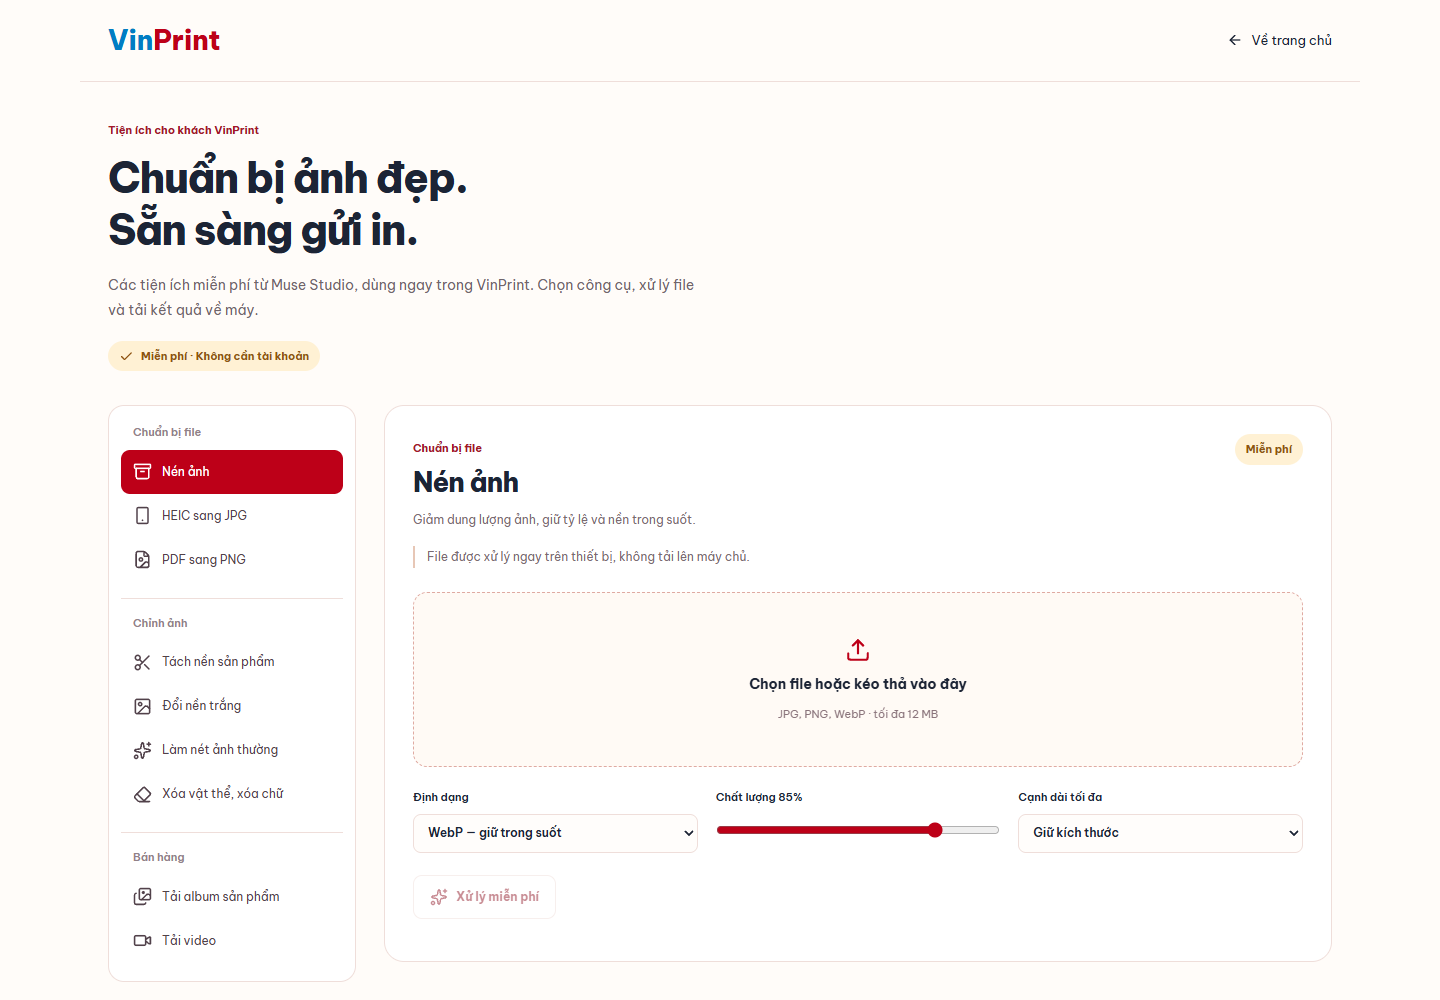 VinPrint
Về trang chủ
Tiện ích cho khách VinPrint
Chuẩn bị ảnh đẹp.
Sẵn sàng gửi in.
Các tiện ích miễn phí từ Muse Studio, dùng ngay trong VinPrint. Chọn công cụ, xử lý file
và tải kết quả về máy.
Miễn phí · Không cần tài khoản
Chuẩn bị file
Nén ảnh
HEIC sang JPG
PDF sang PNG
Chỉnh ảnh
Tách nền sản phẩm
Đổi nền trắng
Làm nét ảnh thường
Xóa vật thể, xóa chữ
Bán hàng
Tải album sản phẩm
Tải video
Chuẩn bị file
Miễn phí
Nén ảnh
Giảm dung lượng ảnh, giữ tỷ lệ và nền trong suốt.
File được xử lý ngay trên thiết bị, không tải lên máy chủ.
Chọn file hoặc kéo thả vào đây
JPG, PNG, WebP · tối đa 12 MB
Định dạng
WebP — giữ trong suốt
Chất lượng 85%
Cạnh dài tối đa
Giữ kích thước
Xử lý miễn phí